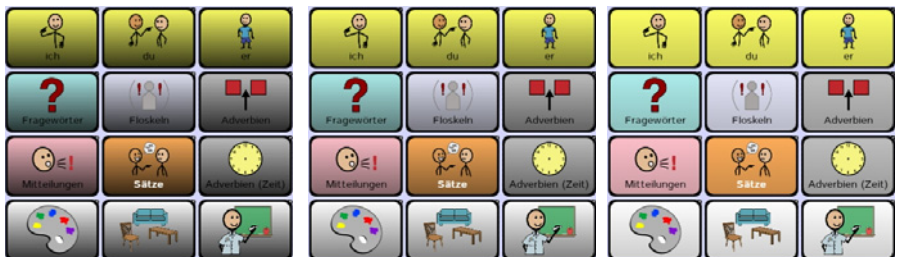 ich du er ich du er ich du er
Fragewörter Floskeln Adverbien Fragewörter Floskeln Adverbien Fragewörter Floskeln Adverbien
Mitteilungen Sätze Adverbien (Zeit) Mitteilungen Sätze Adverbien (Zeit) Mitteilungen Sätze Adverbien (Zeit)